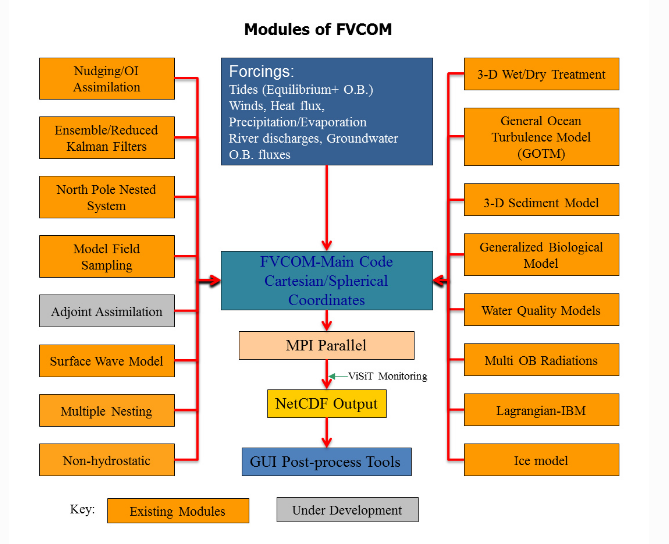 Modules of FVCOM
Nudging/OI
Assimilation
Ensemble/Reduced
Kalman Filters
North Pole Nested
System
Model Field
Sampling
Adjoint Assimilation
Surface Wave Model
Multiple Nesting
Non-hydrostatic
Forcings:
Tides (Equilibrium+ O.B.)
Winds, Heat flux,
Precipitation/Evaporation
River discharges, Groundwater
O.B. fluxes
FVCOM-Main Code
Cartesian/Spherical
Coordinates
MPI Parallel
ViSiT Monitoring
NetCDF Output
GUI Post-process Tools
3-D Wet/Dry Treatment
General Ocean
Turbulence Model
(GOTM)
3-D Sediment Model
Generalized Biological
Model
Water Quality Models
Multi OB Radiations
Lagrangian-IBM
Ice model
Key:
Existing Modules
Under Development